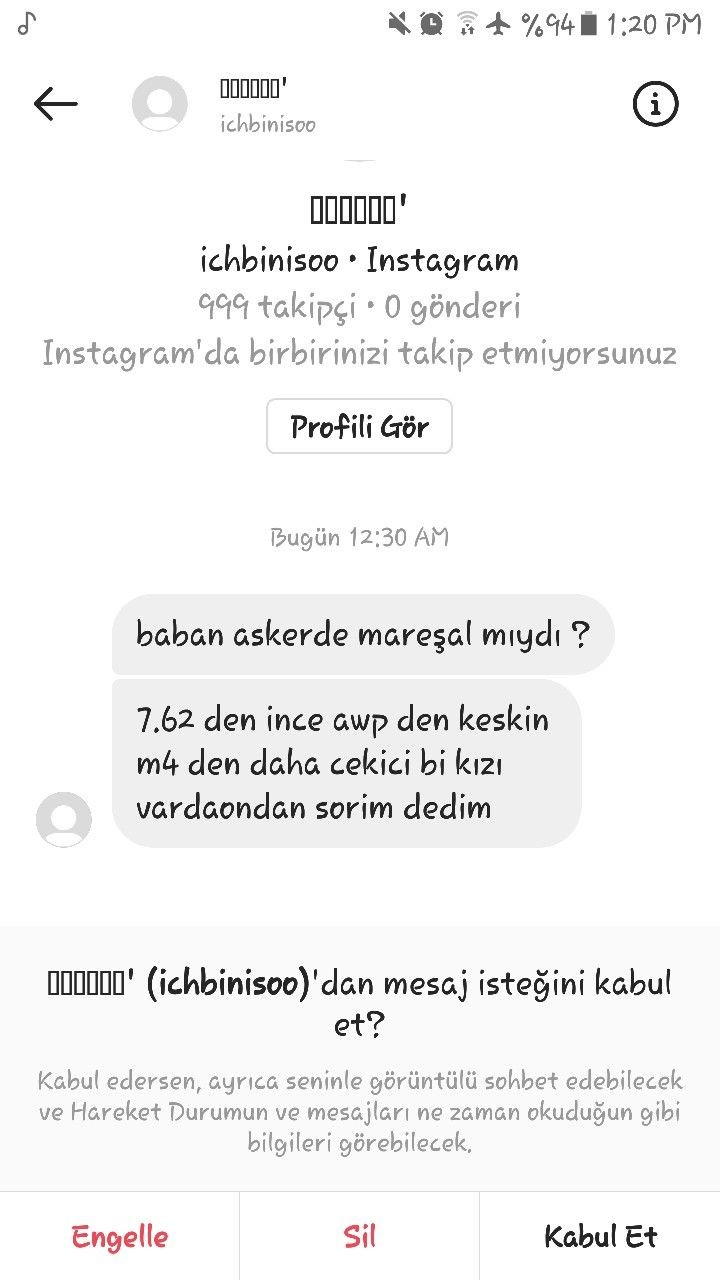 %94 1:20 PM
'
ichbinisoo
'
ichbinisoo • Instagram
999 takipçi • 0 gönderi
Instagram'da birbirinizi takip etmiyorsunuz
Profili Gör
Bugün 12:30 AM
baban askerde mareşal mıydı ?
7.62 den ince awp den keskin
m4 den daha cekici bi kızı
vardaondan sorim dedim
' (ichbinisoo)'dan mesaj isteğini kabul
et?
Kabul edersen, ayrıca seninle görüntülü sohbet edebilecek
ve Hareket Durumun ve mesajları ne zaman okuduğun gibi
bilgileri görebilecek.
Engelle
Sil
Kabul Et